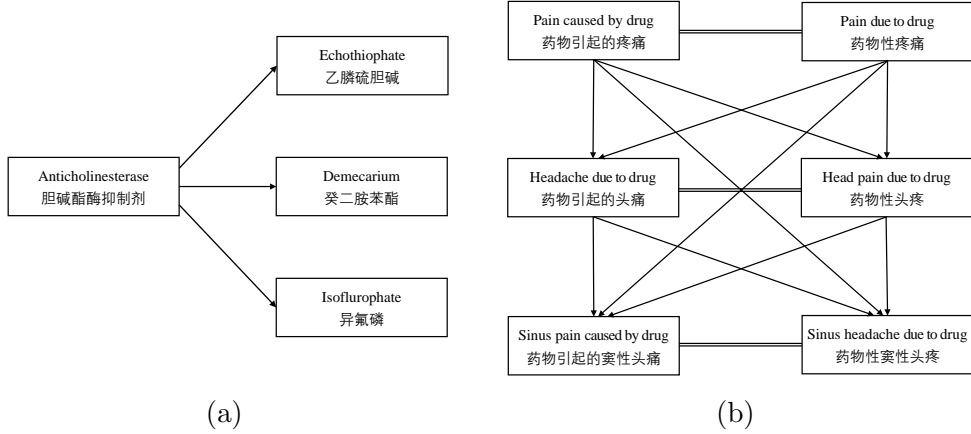 Echothiophate
乙膦硫胆碱
Anticholinesterase
胆碱酯酶抑制剂
Demecarium
癸二胺苯酯
Isoflurophate
异氟磷
(a)
Pain caused by drug
药物引起的疼痛
Pain due to drug
药物性疼痛
Headache due to drug
药物引起的头痛
Head pain due to drug
药物性头疼
Sinus pain caused by drug
药物引起的窦性头痛
Sinus headache due to drug
药物性窦性头疼
(b)